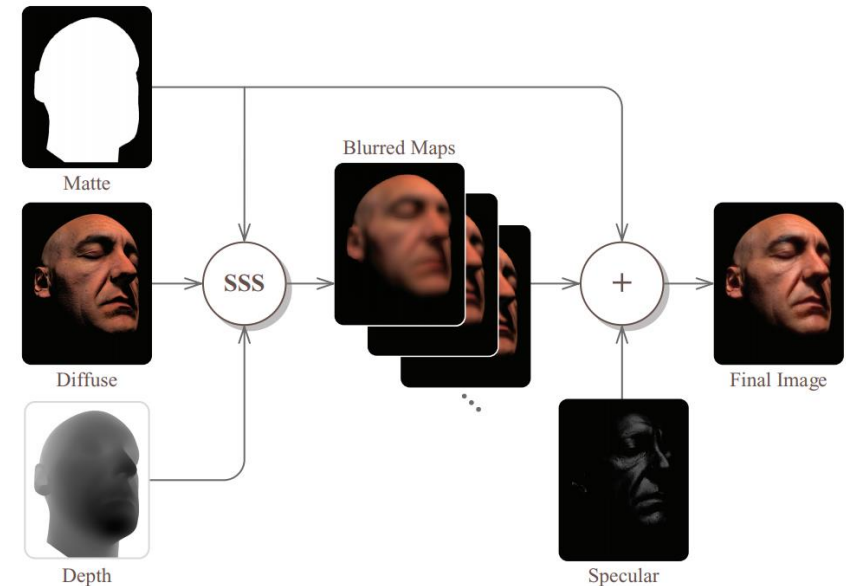 Matte
Diffuse
Depth
SSS
Blurred Maps
+
Specular
Final Image